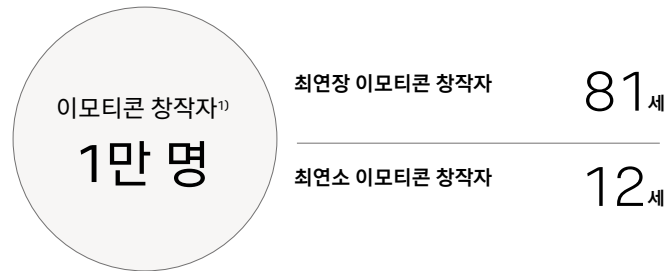 이모티콘 창작자1)
1만 명
최연장 이모티콘 창작자 81세
최연소 이모티콘 창작자 12세